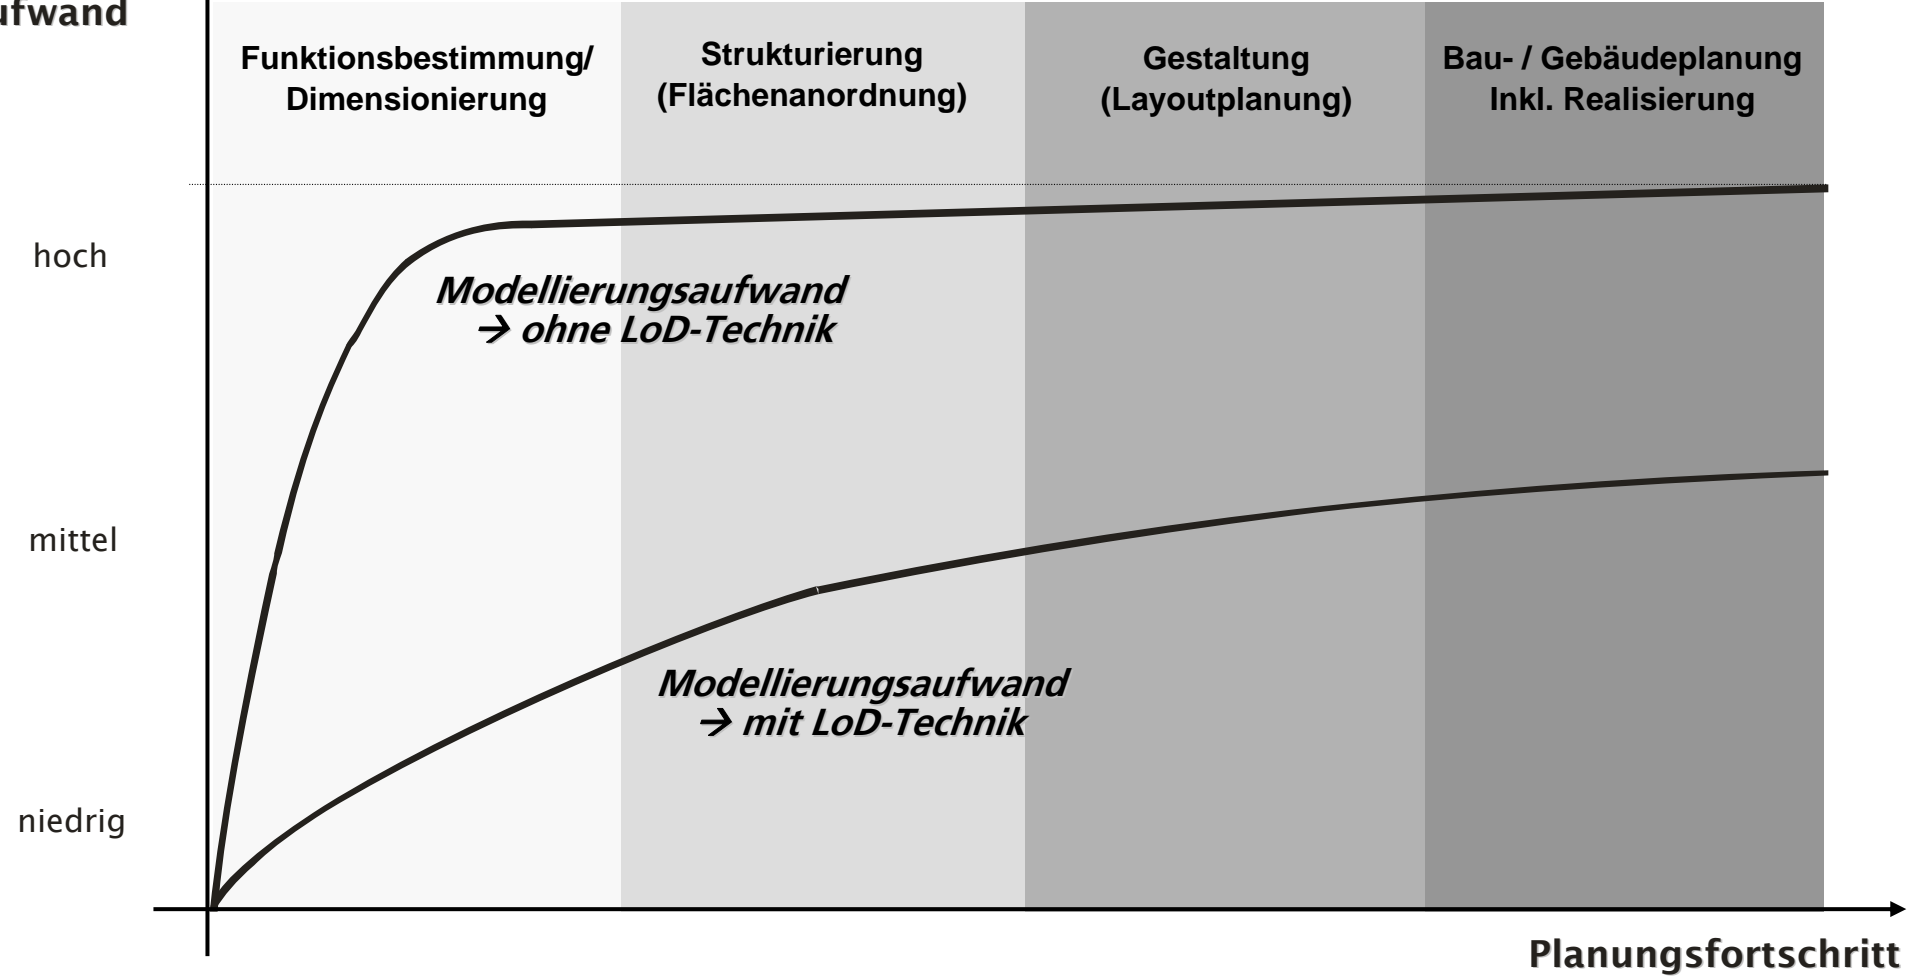 ufwand
Funktionsbestimmung/
Dimensionierung
Strukturierung
(Flächenanordnung)
Gestaltung
(Layoutplanung)
Bau- / Gebäudeplanung
Inkl. Realisierung
hoch
Modellierungsaufwand
→ ohne LoD-Technik
mittel
Modellierungsaufwand
→ mit LoD-Technik
niedrig
Planungsfortschritt